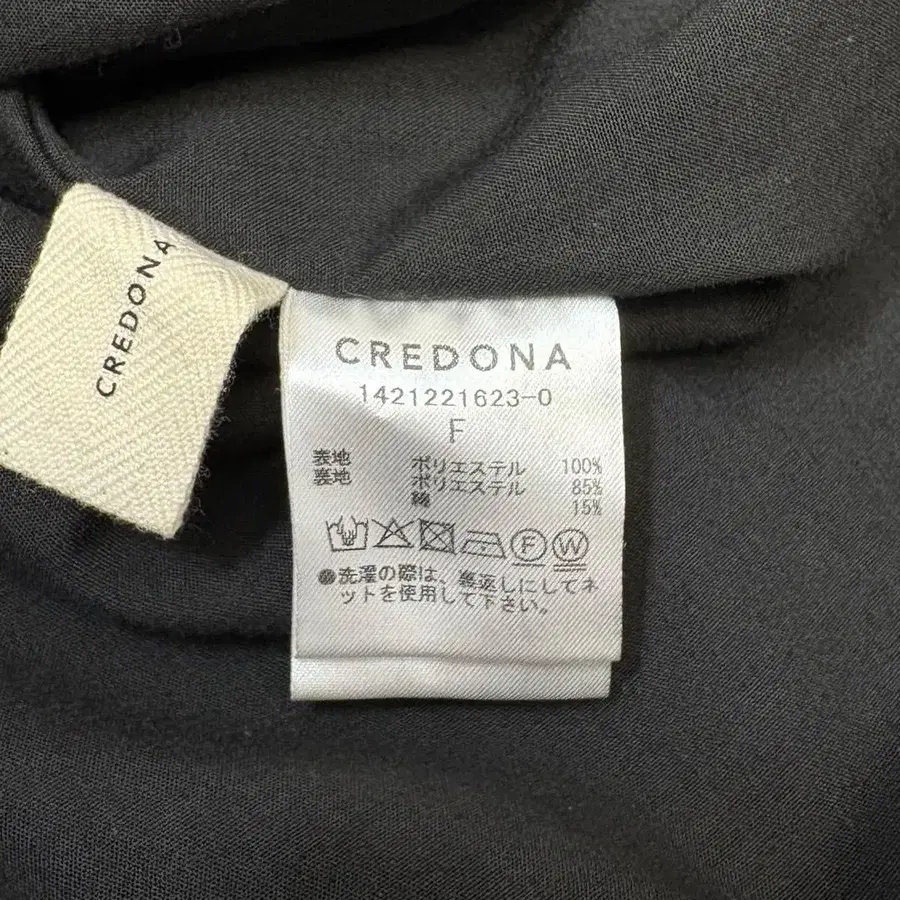 CREDONA
CREDONA
1421221623-0
F
表地 ポリエステル 100%
裏地 ポリエステル 85%
綿 15%
F W
●洗濯の際は、裏返しにしてネ
ットを使用して下さい。